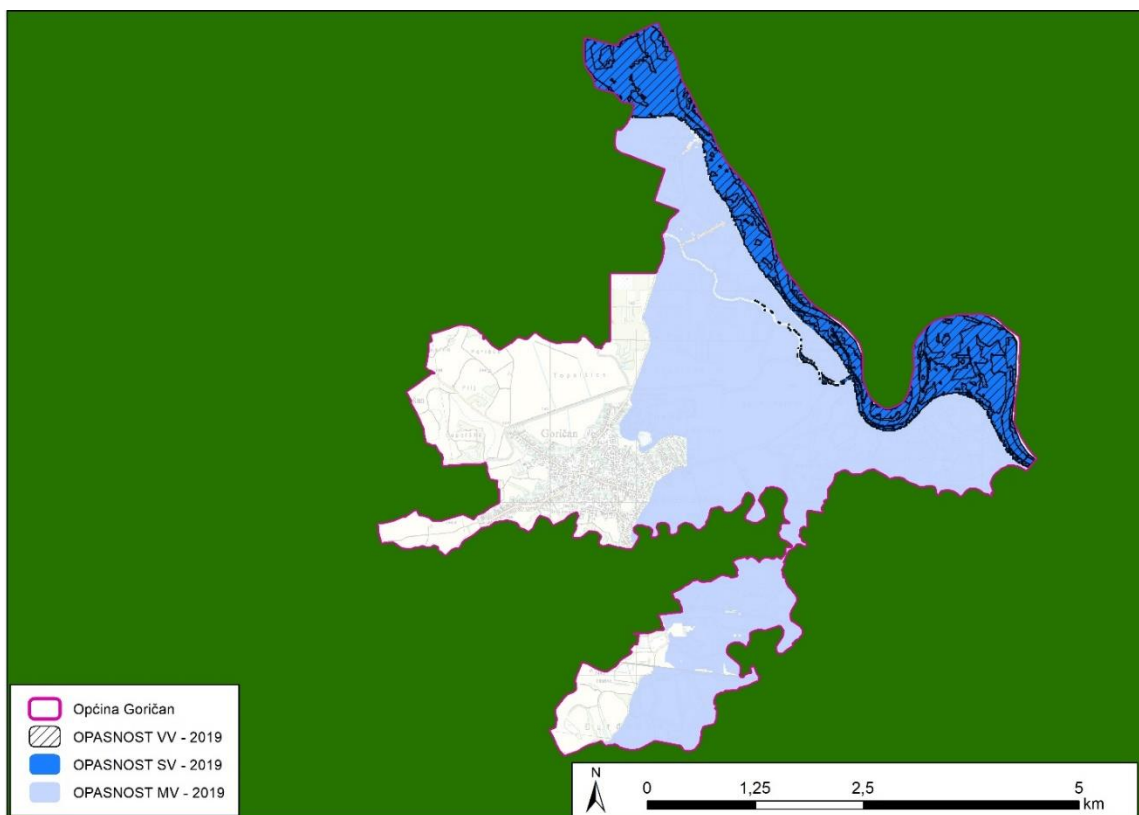 Goričan
Općina Goričan
OPASNOST VV - 2019
OPASNOST SV - 2019
OPASNOST MV - 2019
N
0 1,25 2,5 5
km